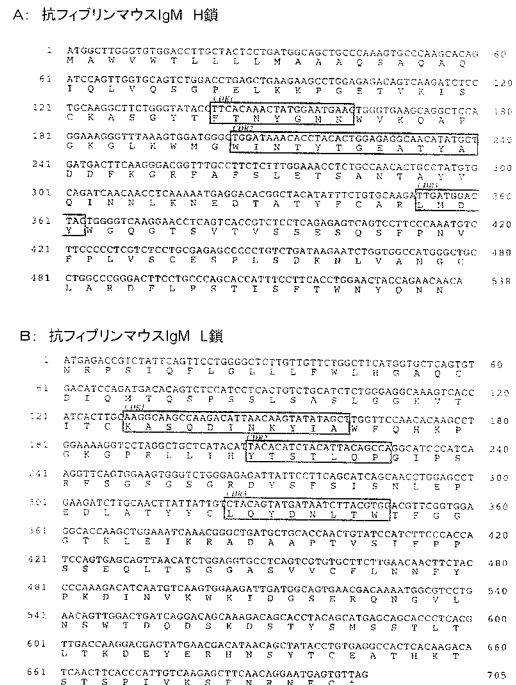 A: 抗フィブリンマウスIgM H鎖
1 ATGGCTTGGGTGTGGACCTTGCTACTCCTGATGGCAGCTGCCCAAAGTGCCCAAGCACAG 60
M A W V W T L L L L M A A A Q S A Q A Q
61 ATCCAGTTGGTGCAGTCTGGACCTGAGCTGAAGAAGCCTGGAGAGACAGTCAAGATCTCC 120
I Q L V Q S G P E L K K P G E T V K I S
CDR1
121 TGCAAGGCTTCTGGGTATACCTTCACAAACTATGGAATGAACTGGGTGAAGCAGGCTCCA 180
C K A S G Y T F T N Y G M N W V K Q A P
CDR2
181 GGAAAGGGTTTAAAGTGGATGGGCTGGATAAACACCTACACTGGAGAGGCAACATATGCT 240
G K G L K W M G W I N T Y T G E A T Y A
241 GATGACTTCAAGGGACGGTTTGCCTTCTCTTTGGAAACCTCTGCCAACACTGCCTATGTG 300
D D F K G R F A F S L E T S A N T A Y V
CDR3
301 CAGATCAACAACCTCAAAAATGAGGACACGGCTACATATTTCTGTGCAAGATTGATGGAC 360
Q I N N L K N E D T A T Y F C A R L M D
361 TAGTGGGGTCAAGGAACCTCAGTCACCGTCTCCTCAGAGAGTCAGTCCTTCCCAAATGTC 420
Y W G Q G T S V T V S S E S Q S F P N V
421 TTCCCCCTCGTCTCCTGCGAGAGCCCCCTGTCTGATAAGAATCTGGTGGCCATGGGCTGC
F P L V S C E S P L S D K N L V A M G C
481 CTGGCCCGGGACTTCCTGCCCAGCACCATTTCCTTCACCTGGAACTACCAGAACAACA 538
L A R D F L P S T I S F T W N Y Q N N
B: 抗フィブリンマウスIgM L鎖
1 ATGAGACCGTCTATTCAGTTCCTGGGGCTCTTGTTGTTCTGGCTTCATGGTGCTCAGTGT 60
M R P S I Q F L G L L L F W L H G A Q C
61 GACATCCAGATGACACAGTCTCCATCCTCACTGTCTGCATCTCTGGGAGGCAAAGTCACC 120
D I Q M T Q S P S S L S A S L G G K V T
CDR1
121 ATCACTTGCAAGGCAAGCCAAGACATTAACAAGTATATAGCTTGGTTCCAACACAAGCCT 180
I T C K A S Q D I N K Y I A W F Q H K P
CDR2
181 GGAAAAGGTCCTAGGCTGCTCATACATTACACATCTACATTACAGCCAGGCATCCCATCA 240
G K G P R L L I H Y T S T L Q P G I P S
241 AGGTTCAGTGGAAGTGGGTCTGGGAGAGATTATTCCTTCAGCATCAGCAACCTGGAGCCT 300
R F S G S G S G R D Y S F S I S N L E P
CDR3
301 GAAGATCTTGCAACTTATTATTGTCTACAGTATGATAATCTTACGTGGACGTTCGGTGGA 360
E D L A T Y Y C L Q Y D N L T W T F G G
361 GGCACCAAGCTGGAAATCAAACGGGCTGATGCTGCACCAACTGTATCCATCTTCCCACCA 420
G T K L E I K R A D A A P T V S I F P P
421 TCCAGTGAGCAGTTAACATCTGGAGGTGCCTCAGTCGTGTGCTTCTTGAACAACTTCTAC 480
S S E Q L T S G G A S V V C F L N N F Y
481 CCCAAAGACATCAATGTCAAGTGGAAGATTGATGGCAGTGAACGACAAAATGGCGTCCTG 540
P K D I N V K W K I D G S E R Q N G V L
541 AACAGTTGGACTGATCAGGACAGCAAAGACAGCACCTACAGCATGAGCAGCACCCTCACG 600
N S W T D Q D S K D S T Y S M S S T L T
601 TTGACCAAGGACGAGTATGAACGACATAACAGCTATACCTGTGAGGCCACTCACAAGACA 660
L T K D E Y E R H N S Y T C E A T H K T
661 TCAACTTCACCCATTGTCAAGAGCTTCAACAGGAATGAGTGTTAG 705
S T S P I V K S F N R N E C *